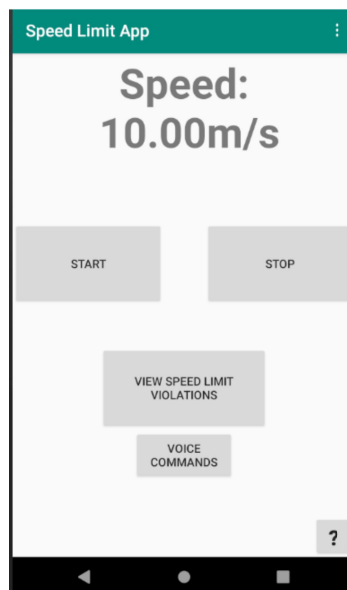 Speed Limit App
Speed:
10.00m/s
START
STOP
VIEW SPEED LIMIT
VIOLATIONS
VOICE
COMMANDS
?